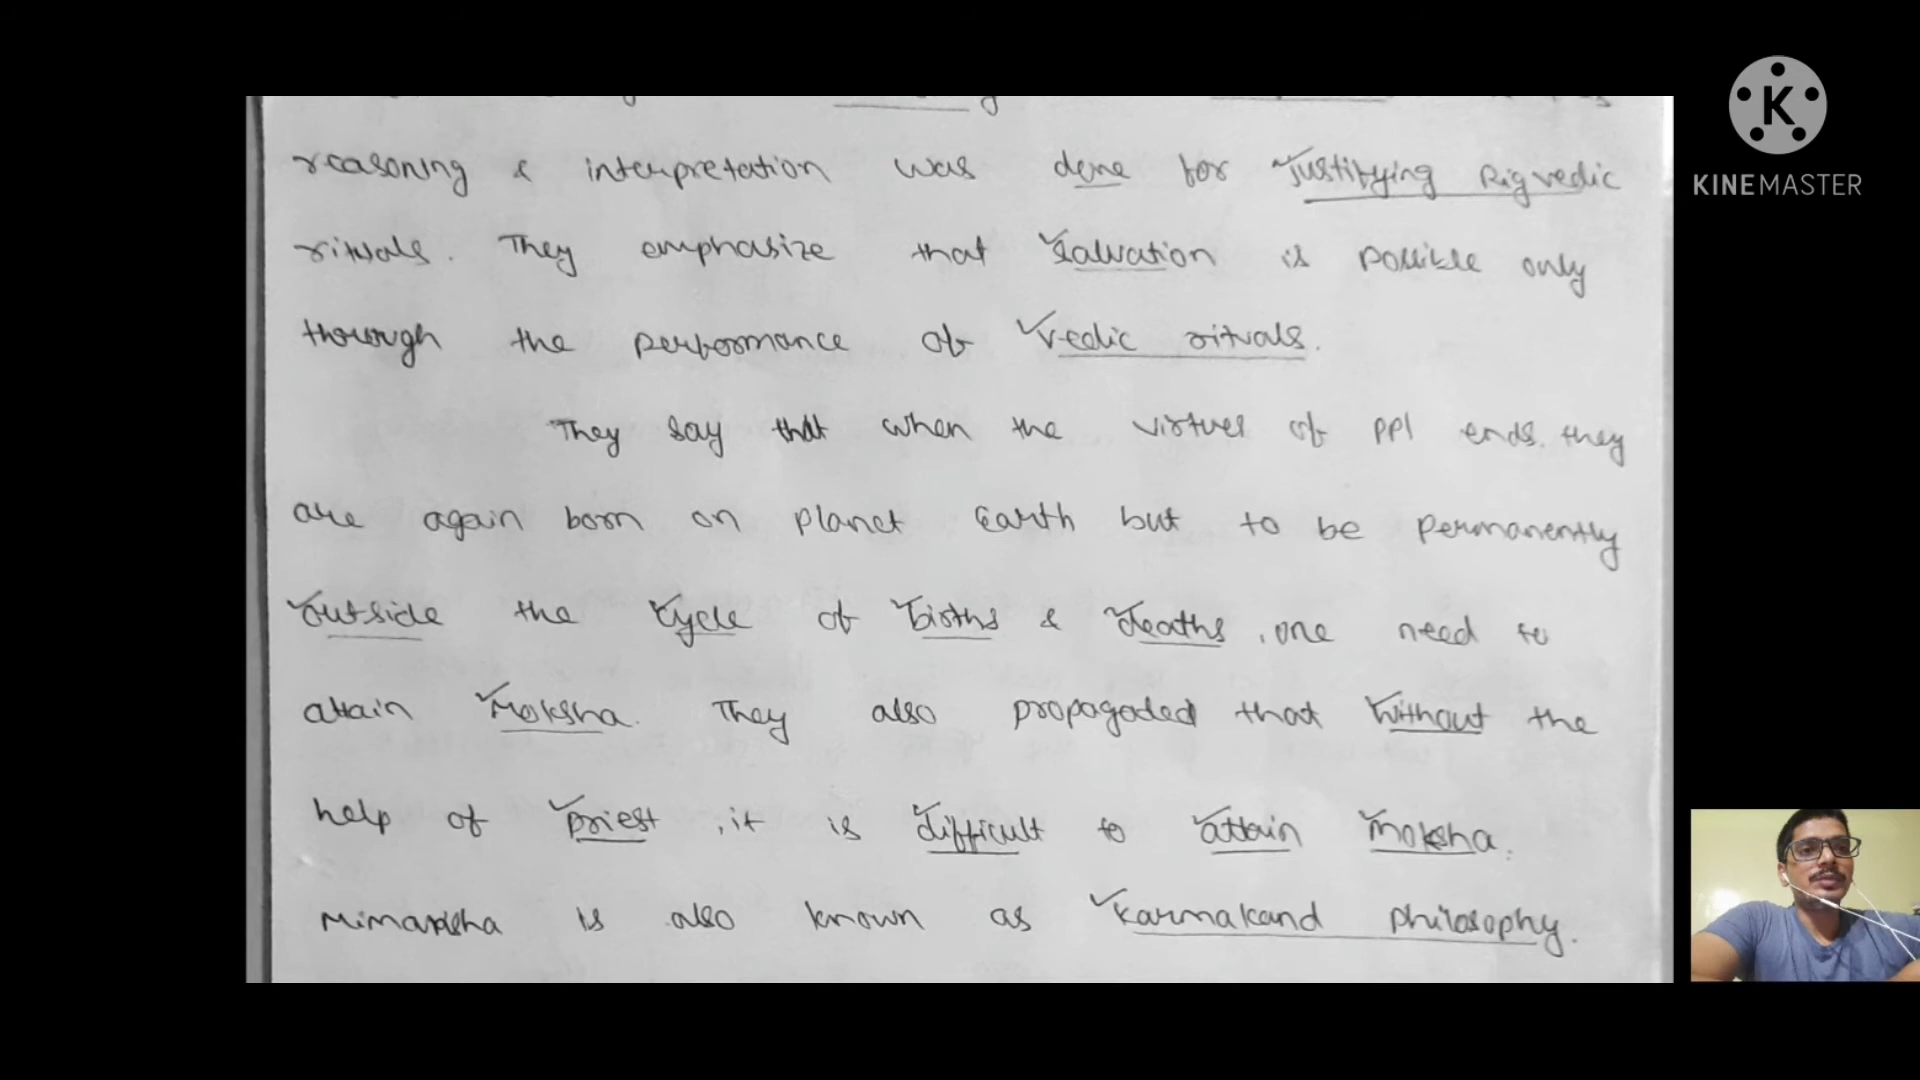 reasoning & interpretation was done for Justifying Rigvedic
rituals. They emphasize that Salvation is possible only
through the performance of Vedic rituals.
They say that when the virtues of ppl ends. they
are again born on planet Earth but to be permanently
outside the cycle of births & deaths, one need to
attain Moksha. They also propogaded that without the
help of priest, it is difficult to attain Moksha.
Mimansha is also known as Karmakand philosophy.
K
KINEMASTER